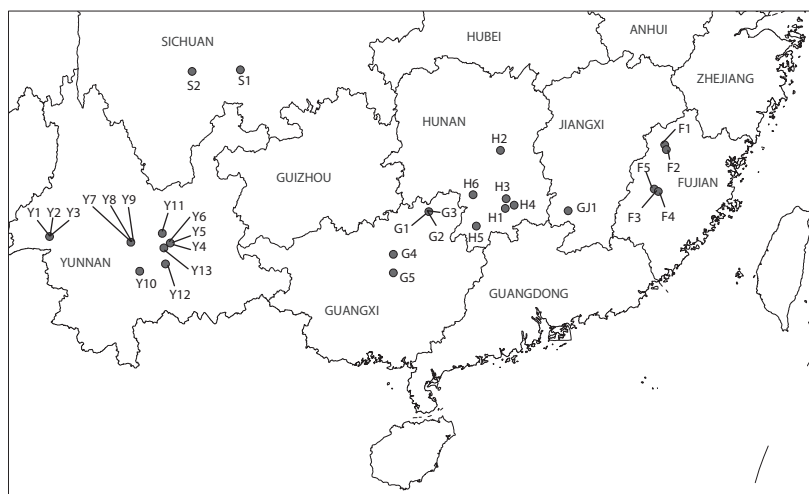 SICHUAN
HUBEI
ANHUI
ZHEJIANG
S2
S1
HUNAN
JIANGXI
H2
F1
F2
GUIZHOU
F5
FUJIAN
H6
H3
H4
H1
F3
F4
GJ1
Y11
Y7
Y8
Y9
Y6
Y5
Y4
Y1
Y2
Y3
G1
G3
G2
H5
YUNNAN
Y13
Y10
Y12
G4
G5
GUANGXI
GUANGDONG